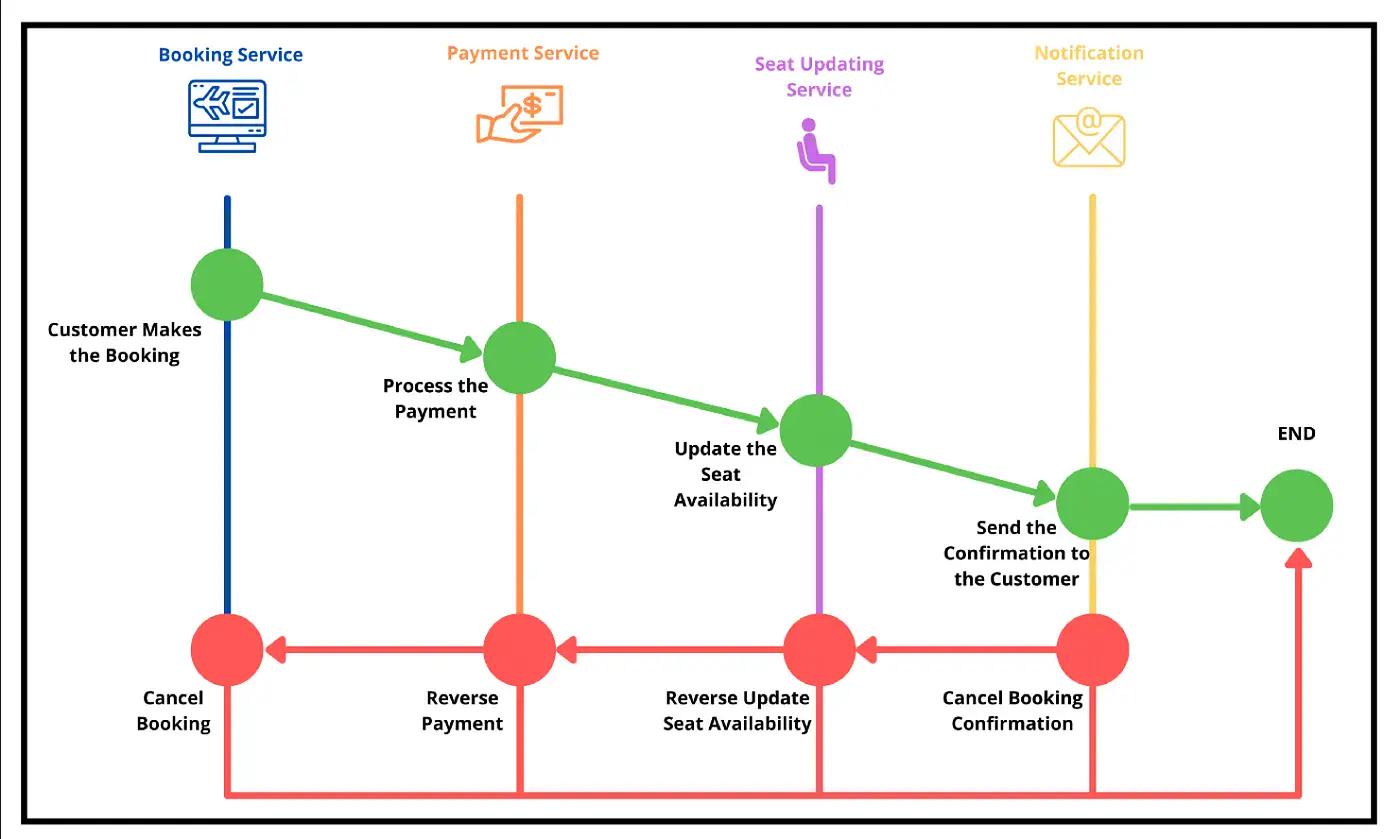 Booking Service
Payment Service
Seat Updating
Service
Notification
Service
$
@
Customer Makes
the Booking
Process the
Payment
Update the
Seat
Availability
Send the
Confirmation to
the Customer
END
Cancel
Booking
Reverse
Payment
Reverse Update
Seat Availability
Cancel Booking
Confirmation